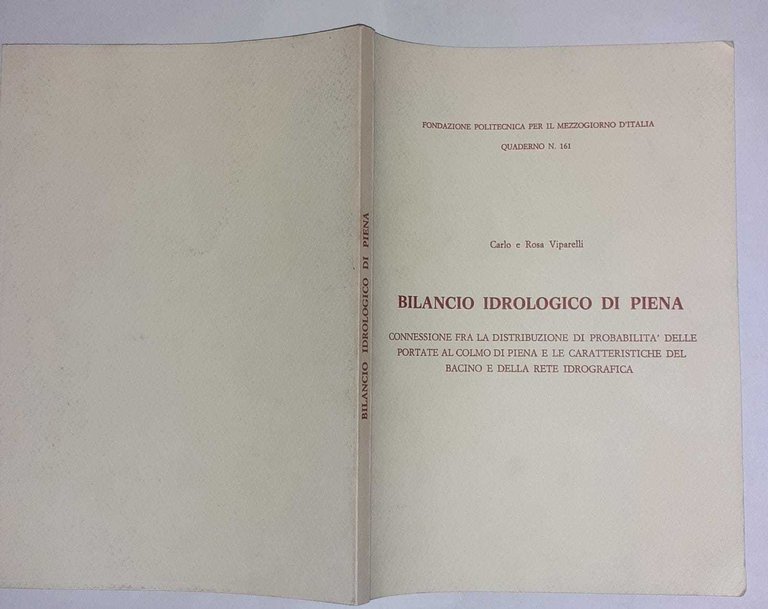 FONDAZIONE POLITECNICA PER IL MEZZOGIORNO D'ITALIA
QUADERNO N. 161
Carlo e Rosa Viparelli
BILANCIO IDROLOGICO DI PIENA
CONNESSIONE FRA LA DISTRIBUZIONE DI PROBABILITA' DELLE
PORTATE AL COLMO DI PIENA E LE CARATTERISTICHE DEL
BACINO E DELLA RETE IDROGRAFICA
BILANCIO IDROLOGICO DI PIENA